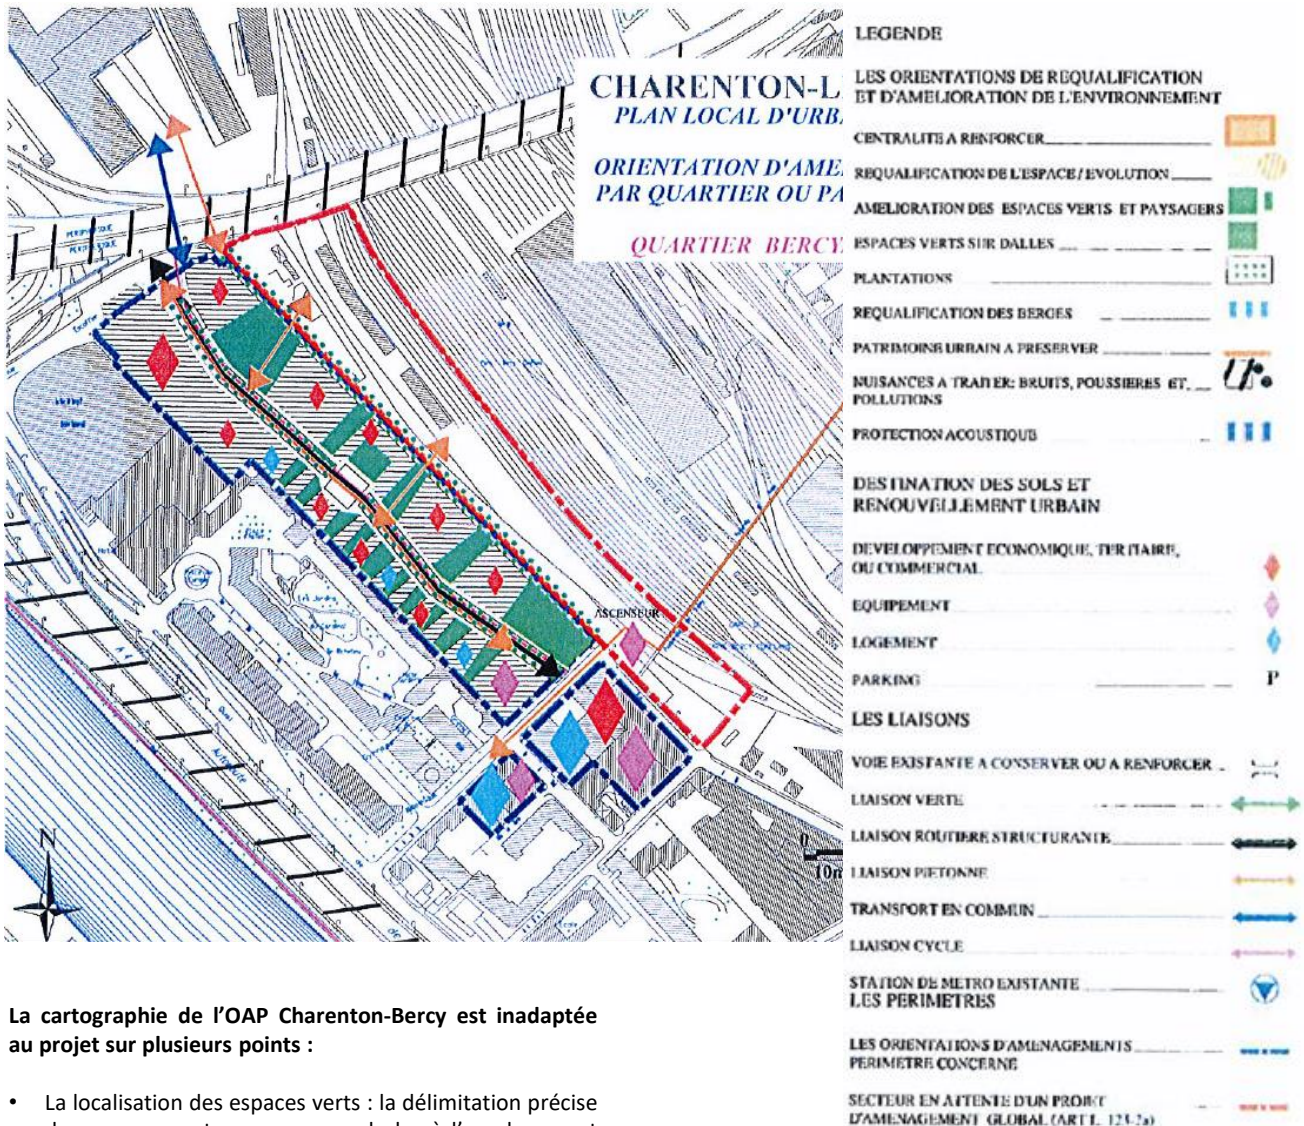 CHARENTON-L
PLAN LOCAL D'URB
ORIENTATION D'AME
PAR QUARTIER OU PA
QUARTIER BERCY
ASCENSEUR
N
0
10m
LEGENDE
LES ORIENTATIONS DE REQUALIFICATION
ET D'AMELIORATION DE L'ENVIRONNEMENT
CENTRALITE A RENFORCER
REQUALIFICATION DE L'ESPACE / EVOLUTION
AMELIORATION DES ESPACES VERTS ET PAYSAGERS
ESPACES VERTS SUR DALLES
PLANTATIONS
REQUALIFICATION DES BERGES
PATRIMOINE URBAIN A PRESERVER
NUISANCES A TRAITER: BRUITS, POUSSIERES ET
POLLUTIONS
PROTECTION ACOUSTIQUE
DESTINATION DES SOLS ET
RENOUVELLEMENT URBAIN
DEVELOPPEMENT ECONOMIQUE, TERTIAIRE,
OU COMMERCIAL
EQUIPEMENT
LOGEMENT
PARKING P
LES LIAISONS
VOIE EXISTANTE A CONSERVER OU A RENFORCER
LIAISON VERTE
LIAISON ROUTIERE STRUCTURANTE
LIAISON PIETONNE
TRANSPORT EN COMMUN
LIAISON CYCLE
STATION DE METRO EXISTANTE
LES PERIMETRES
LES ORIENTATIONS D'AMENAGEMENTS
PERIMETRE CONCERNE
SECTEUR EN ATTENTE D'UN PROJET
D'AMENAGEMENT GLOBAL (ART L. 123-2a)
La cartographie de l'OAP Charenton-Bercy est inadaptée
au projet sur plusieurs points :
• La localisation des espaces verts : la délimitation précise